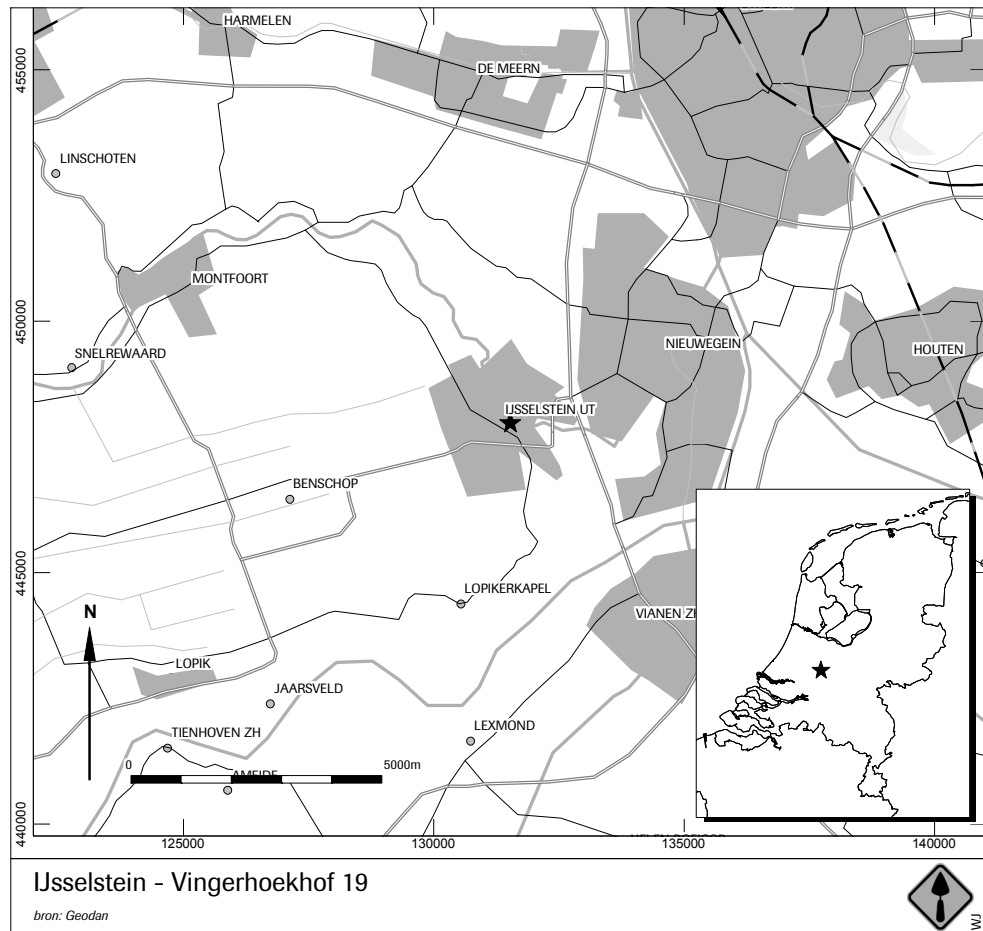 HARMELEN
DE MEERN
455000
LINSCHOTEN
MONTFOORT
450000
NIEUWEGEIN
HOUTEN
SNELREWAARD
IJSSELSTEIN UT
BENSCHOP
445000
LOPIKERKAPEL
N
VIANEN ZH
LOPIK
JAARSVELD
TIENHOVEN ZH
LEXMOND
0 5000m
AMEIDE
440000
125000 130000 135000 140000
IJsselstein - Vingerhoekhof 19
bron: Geodan
WJ